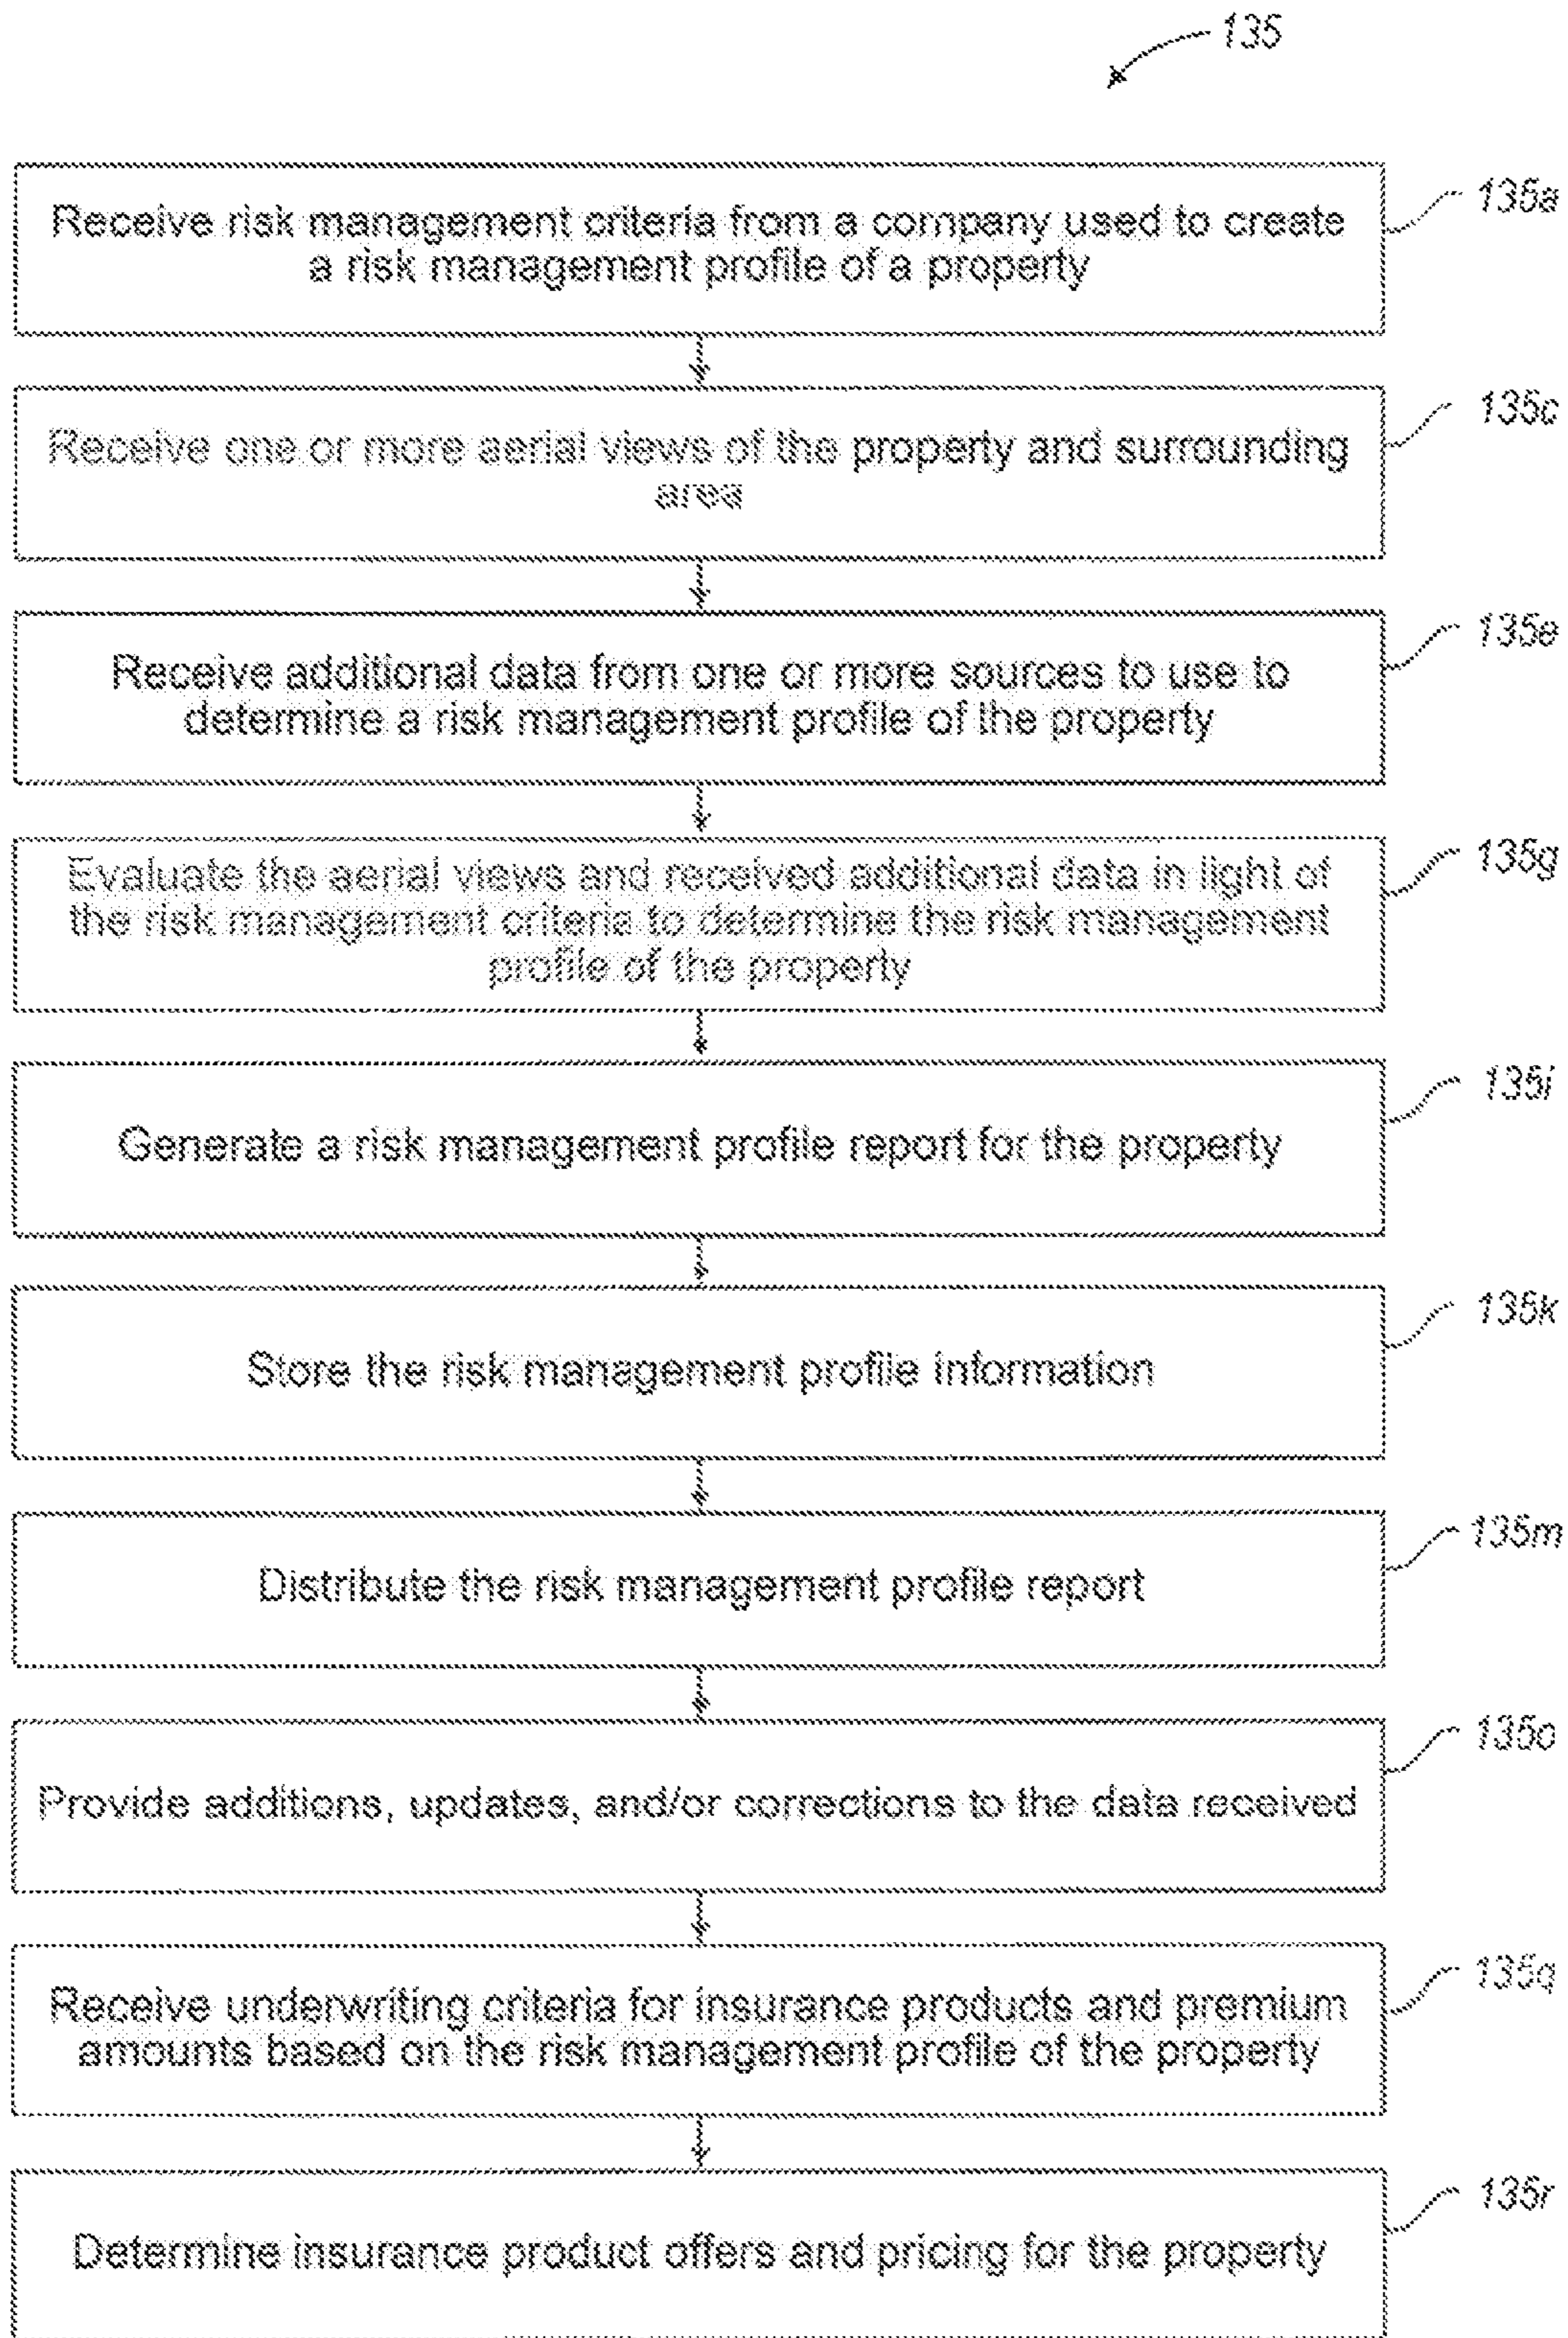 135
Receive risk management criteria from a company used to create
a risk management profile of a property
135a
Receive one or more aerial views of the property and surrounding
area
135c
Receive additional data from one or more sources to use to
determine a risk management profile of the property
135e
Evaluate the aerial views and received additional data in light of
the risk management criteria to determine the risk management
profile of the property
135g
Generate a risk management profile report for the property
135i
Store the risk management profile information
135k
Distribute the risk management profile report
135m
Provide additions, updates, and/or corrections to the data received
135o
Receive underwriting criteria for insurance products and premium
amounts based on the risk management profile of the property
135q
Determine insurance product offers and pricing for the property
135r